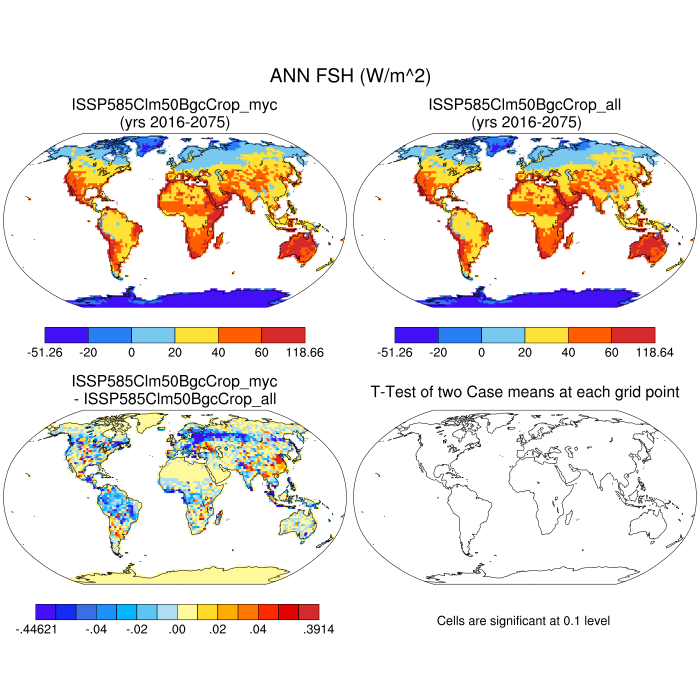 ANN FSH (W/m^2)
ISSP585Clm50BgcCrop_myc
(yrs 2016-2075)
ISSP585Clm50BgcCrop_all
(yrs 2016-2075)
-51.26 -20 0 20 40 60 118.66
-51.26 -20 0 20 40 60 118.64
ISSP585Clm50BgcCrop_myc
- ISSP585Clm50BgcCrop_all
T-Test of two Case means at each grid point
-.44621 -.04 -.02 .00 .02 .04 .3914
Cells are significant at 0.1 level